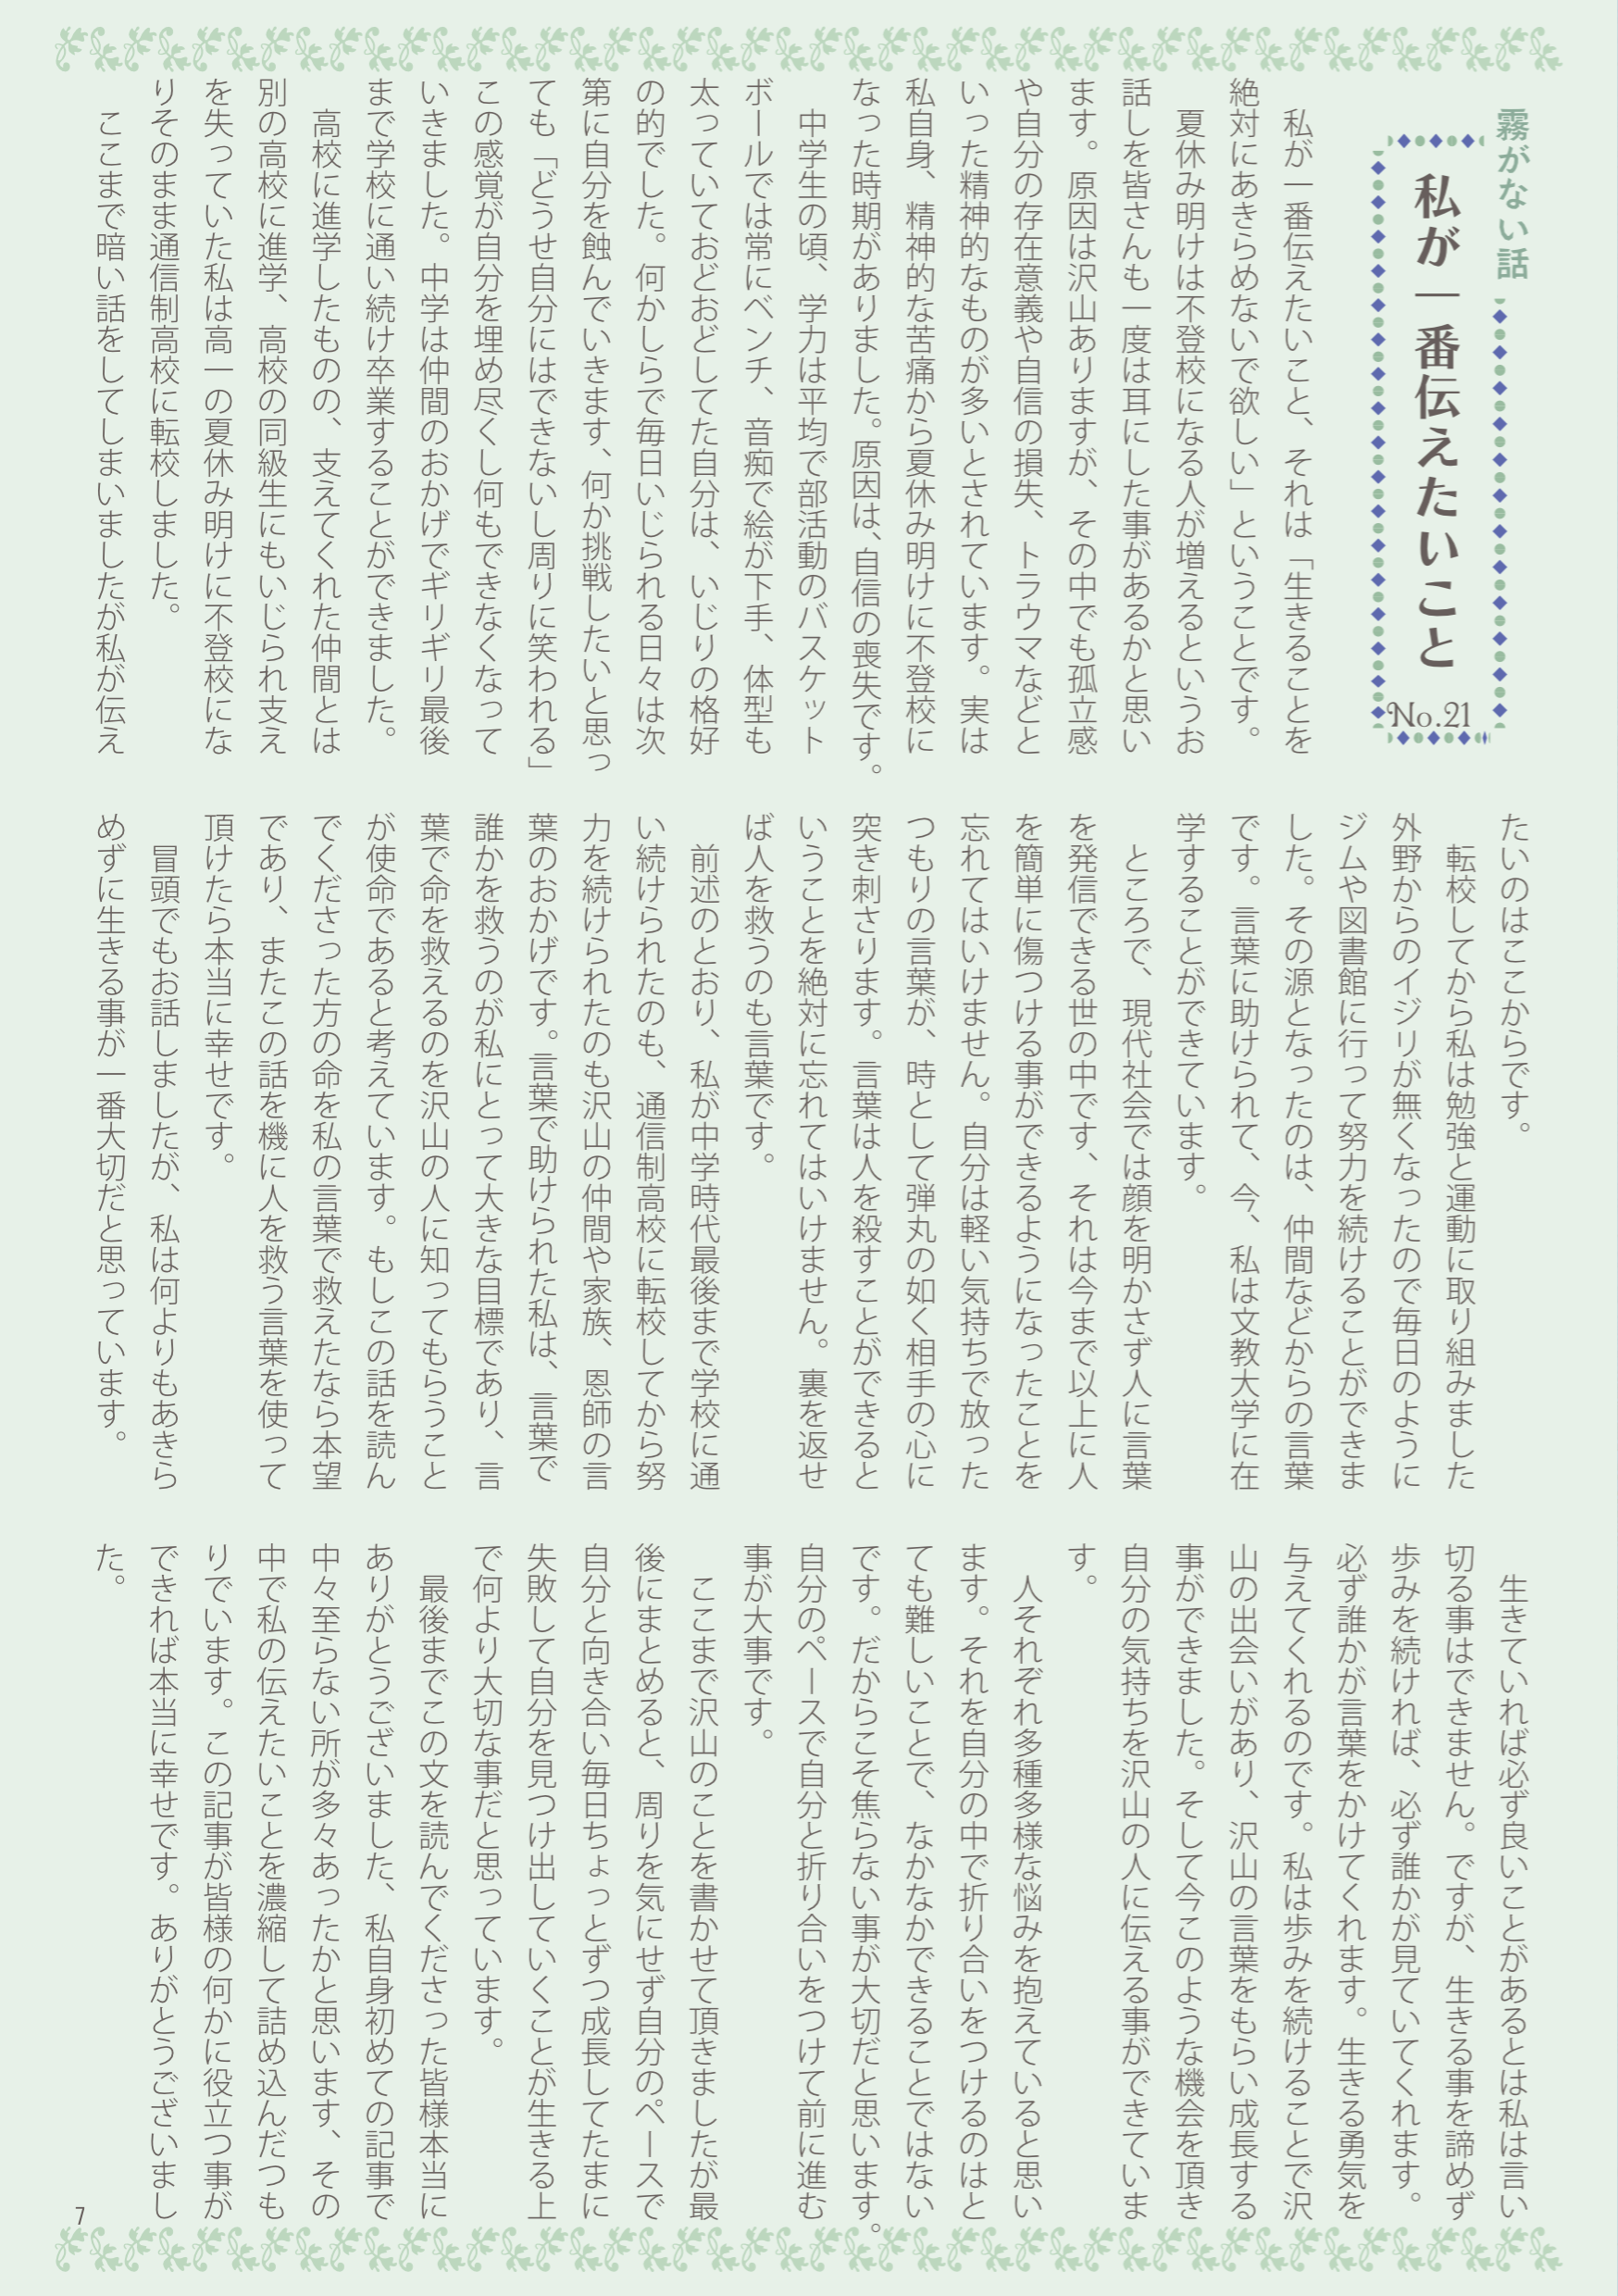 霧がない話
私が一番伝えたいこと
No.21
私が一番伝えたいこと、それは「生きることを
絶対にあきらめないで欲しい」ということです。
夏休み明けは不登校になる人が増えるというお
話しを皆さんも一度は耳にした事があるかと思い
ます。原因は沢山ありますが、その中でも孤立感
や自分の存在意義や自信の損失、トラウマなどと
いった精神的なものが多いとされています。実は
私自身、精神的な苦痛から夏休み明けに不登校に
なった時期がありました。原因は、自信の喪失です。
中学生の頃、学力は平均で部活動のバスケット
ボールでは常にベンチ、音痴で絵が下手、体型も
太っていておどおどしてた自分は、いじりの格好
の的でした。何かしらで毎日いじられる日々は次
第に自分を蝕んでいきます、何か挑戦したいと思っ
ても「どうせ自分にはできないし周りに笑われる」
この感覚が自分を埋め尽くし何もできなくなって
いきました。中学は仲間のおかげでギリギリ最後
まで学校に通い続け卒業することができました。
高校に進学したものの、支えてくれた仲間とは
別の高校に進学、高校の同級生にもいじられ支え
を失っていた私は高一の夏休み明けに不登校にな
りそのまま通信制高校に転校しました。
ここまで暗い話をしてしまいましたが私が伝え
たいのはここからです。
転校してから私は勉強と運動に取り組みました
外野からのイジリが無くなったので毎日のように
ジムや図書館に行って努力を続けることができま
した。その源となったのは、仲間などからの言葉
です。言葉に助けられて、今、私は文教大学に在
学することができています。
ところで、現代社会では顔を明かさず人に言葉
を発信できる世の中です、それは今まで以上に人
を簡単に傷つける事ができるようになったことを
忘れてはいけません。自分は軽い気持ちで放った
つもりの言葉が、時として弾丸の如く相手の心に
突き刺さります。言葉は人を殺すことができると
いうことを絶対に忘れてはいけません。裏を返せ
ば人を救うのも言葉です。
前述のとおり、私が中学時代最後まで学校に通
い続けられたのも、通信制高校に転校してから努
力を続けられたのも沢山の仲間や家族、恩師の言
葉のおかげです。言葉で助けられた私は、言葉で
誰かを救うのが私にとって大きな目標であり、言
葉で命を救えるのを沢山の人に知ってもらうこと
が使命であると考えています。もしこの話を読ん
でくださった方の命を私の言葉で救えたなら本望
であり、またこの話を機に人を救う言葉を使って
頂けたら本当に幸せです。
冒頭でもお話しましたが、私は何よりもあきら
めずに生きる事が一番大切だと思っています。
生きていれば必ず良いことがあるとは私は言い
切る事はできません。ですが、生きる事を諦めず
歩みを続ければ、必ず誰かが見ていてくれます。
必ず誰かが言葉をかけてくれます。生きる勇気を
与えてくれるのです。私は歩みを続けることで沢
山の出会いがあり、沢山の言葉をもらい成長する
事ができました。そして今このような機会を頂き
自分の気持ちを沢山の人に伝える事ができていま
す。
人それぞれ多種多様な悩みを抱えていると思い
ます。それを自分の中で折り合いをつけるのはと
ても難しいことで、なかなかできることではない
です。だからこそ焦らない事が大切だと思います。
自分のペースで自分と折り合いをつけて前に進む
事が大事です。
ここまで沢山のことを書かせて頂きましたが最
後にまとめると、周りを気にせず自分のペースで
自分と向き合い毎日ちょっとずつ成長してたまに
失敗して自分を見つけ出していくことが生きる上
で何より大切な事だと思っています。
最後までこの文を読んでくださった皆様本当に
ありがとうございました、私自身初めての記事で
中々至らない所が多々あったかと思います、その
中で私の伝えたいことを濃縮して詰め込んだつも
りでいます。この記事が皆様の何かに役立つ事が
できれば本当に幸せです。ありがとうございまし
た。
7